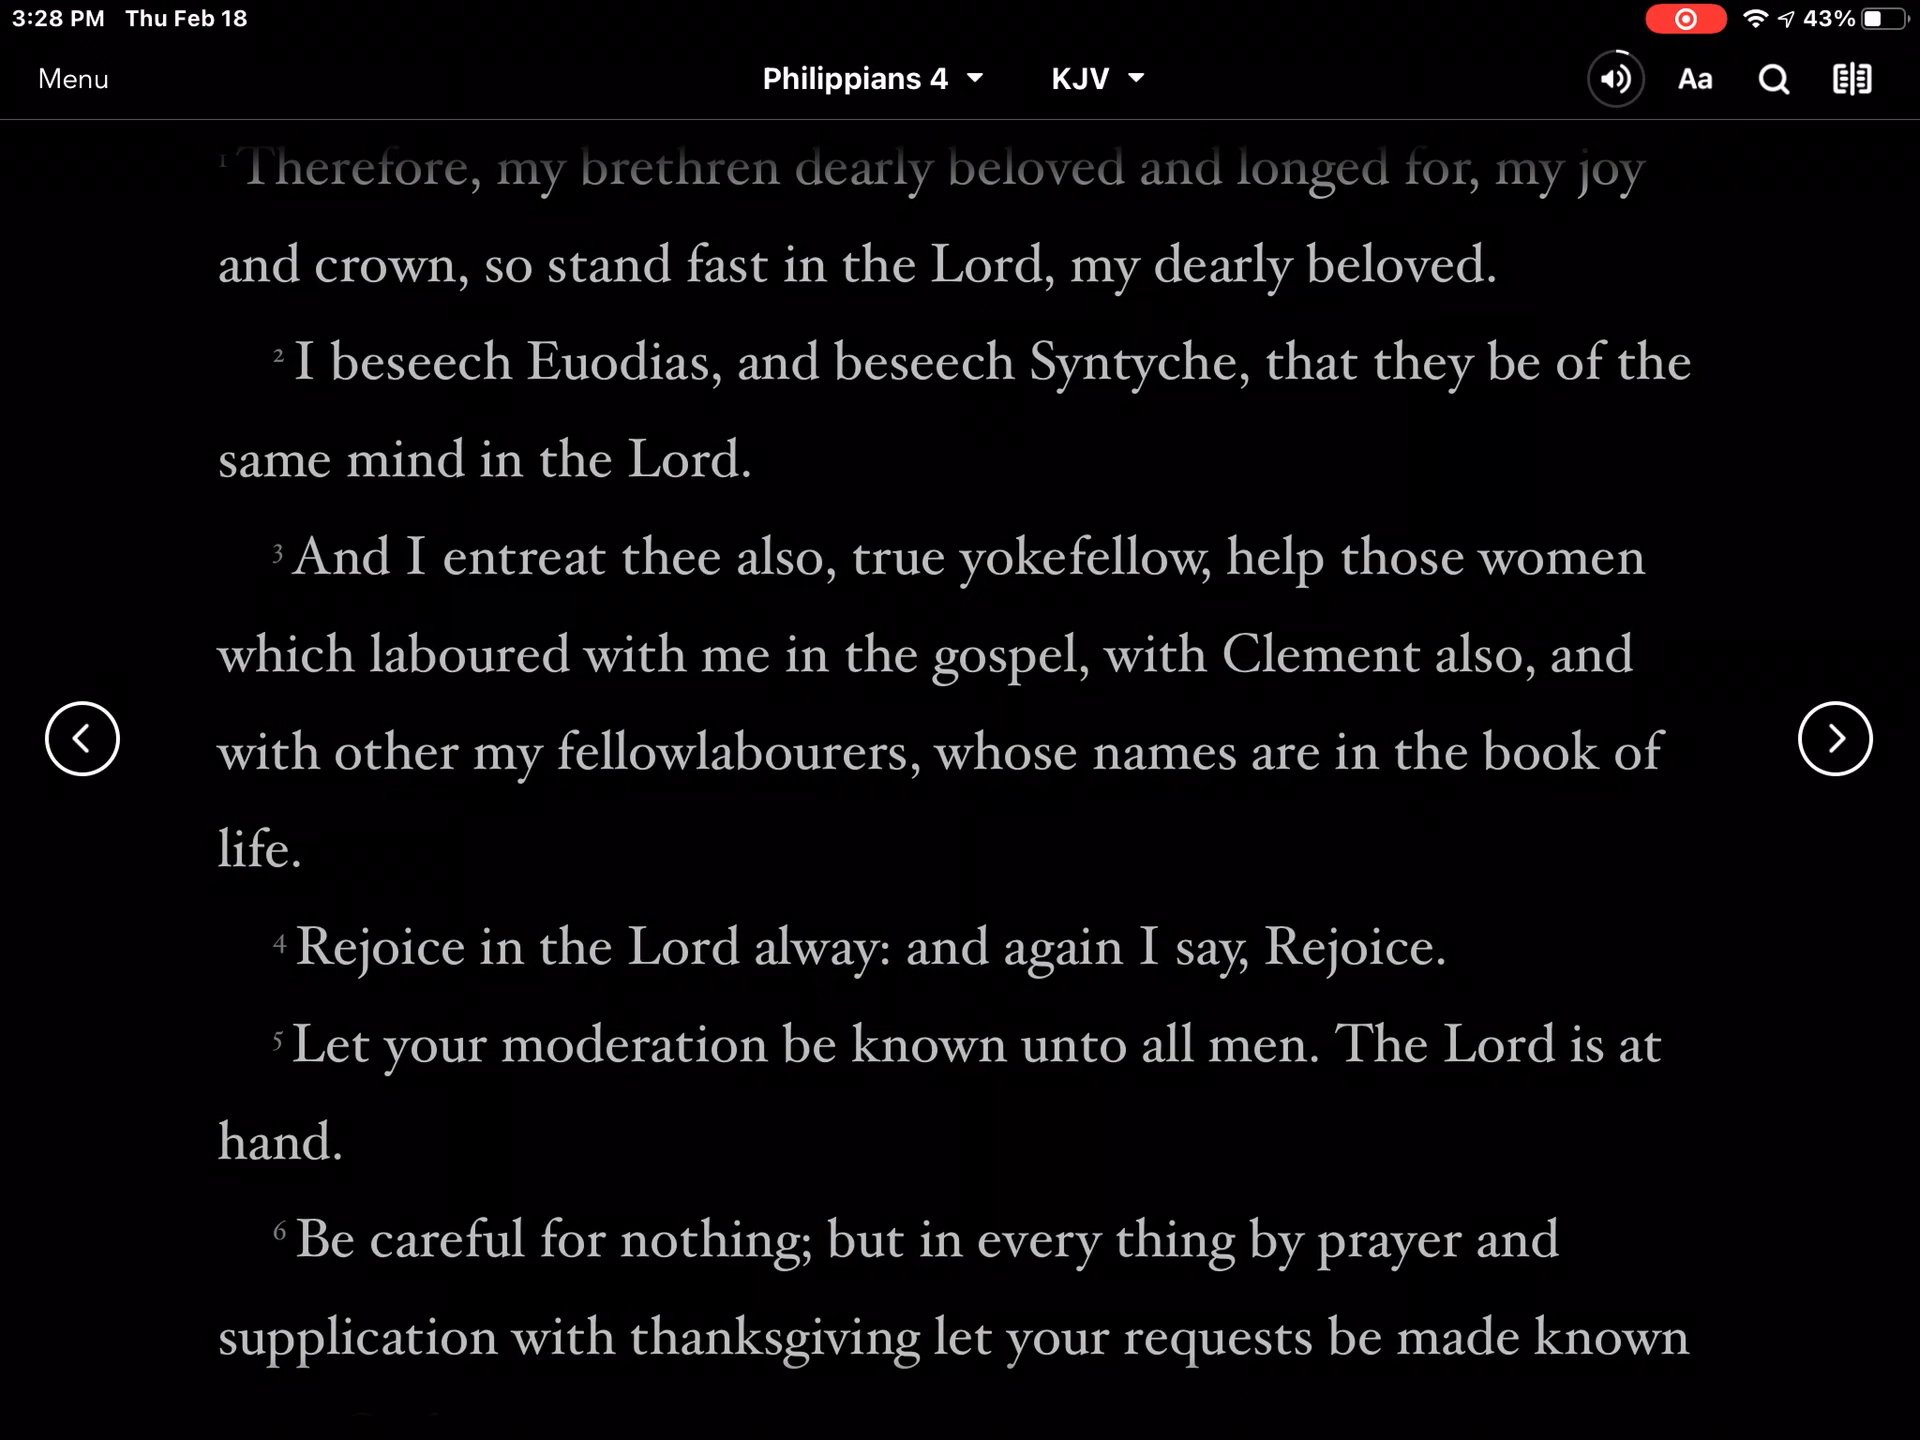 3:28 PM Thu Feb 18 43%
Menu Philippians 4 KJV Aa
1 Therefore, my brethren dearly beloved and longed for, my joy
and crown, so stand fast in the Lord, my dearly beloved.
2 I beseech Euodias, and beseech Syntyche, that they be of the
same mind in the Lord.
3 And I entreat thee also, true yokefellow, help those women
which laboured with me in the gospel, with Clement also, and
with other my fellowlabourers, whose names are in the book of
life.
4 Rejoice in the Lord alway: and again I say, Rejoice.
5 Let your moderation be known unto all men. The Lord is at
hand.
6 Be careful for nothing; but in every thing by prayer and
supplication with thanksgiving let your requests be made known